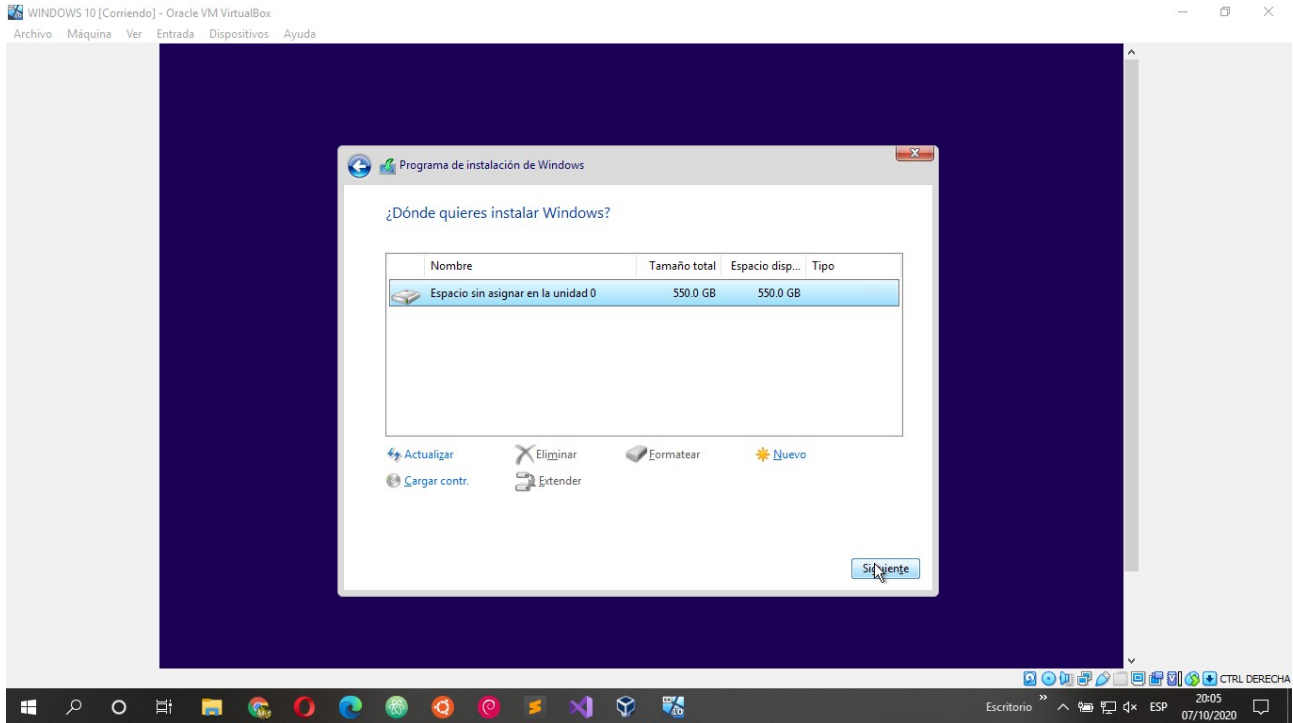 WINDOWS 10 [Corriendo] - Oracle VM VirtualBox
Archivo Máquina Ver Entrada Dispositivos Ayuda
Programa de instalación de Windows
¿Dónde quieres instalar Windows?
Nombre Tamaño total Espacio disp... Tipo
Espacio sin asignar en la unidad 0 550.0 GB 550.0 GB
Actualizar Eliminar Formatear Nuevo
Cargar contr. Extender
Siguiente
CTRL DERECHA
Escritorio ESP 20:05
07/10/2020